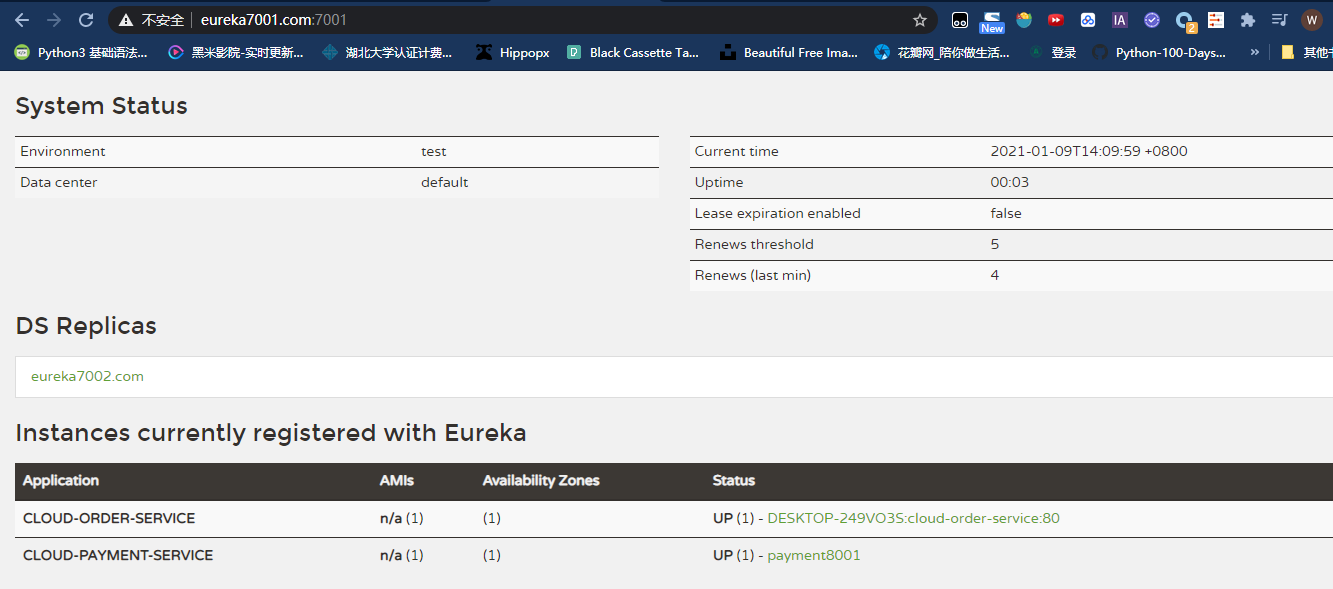 不安全 eureka7001.com:7001
New
IA
2
W
Python3 基础语法... 黑米影院-实时更新... 湖北大学认证计费... Hippopx D Black Cassette Ta... Beautiful Free Ima... 花瓣网_陪你做生活... 登录 Python-100-Days... » 其他书
System Status
Environment test Current time 2021-01-09T14:09:59 +0800
Data center default Uptime 00:03
Lease expiration enabled false
Renews threshold 5
Renews (last min) 4
DS Replicas
eureka7002.com
Instances currently registered with Eureka
Application AMIs Availability Zones Status
CLOUD-ORDER-SERVICE n/a (1) (1) UP (1) - DESKTOP-249VO3S:cloud-order-service:80
CLOUD-PAYMENT-SERVICE n/a (1) (1) UP (1) - payment8001